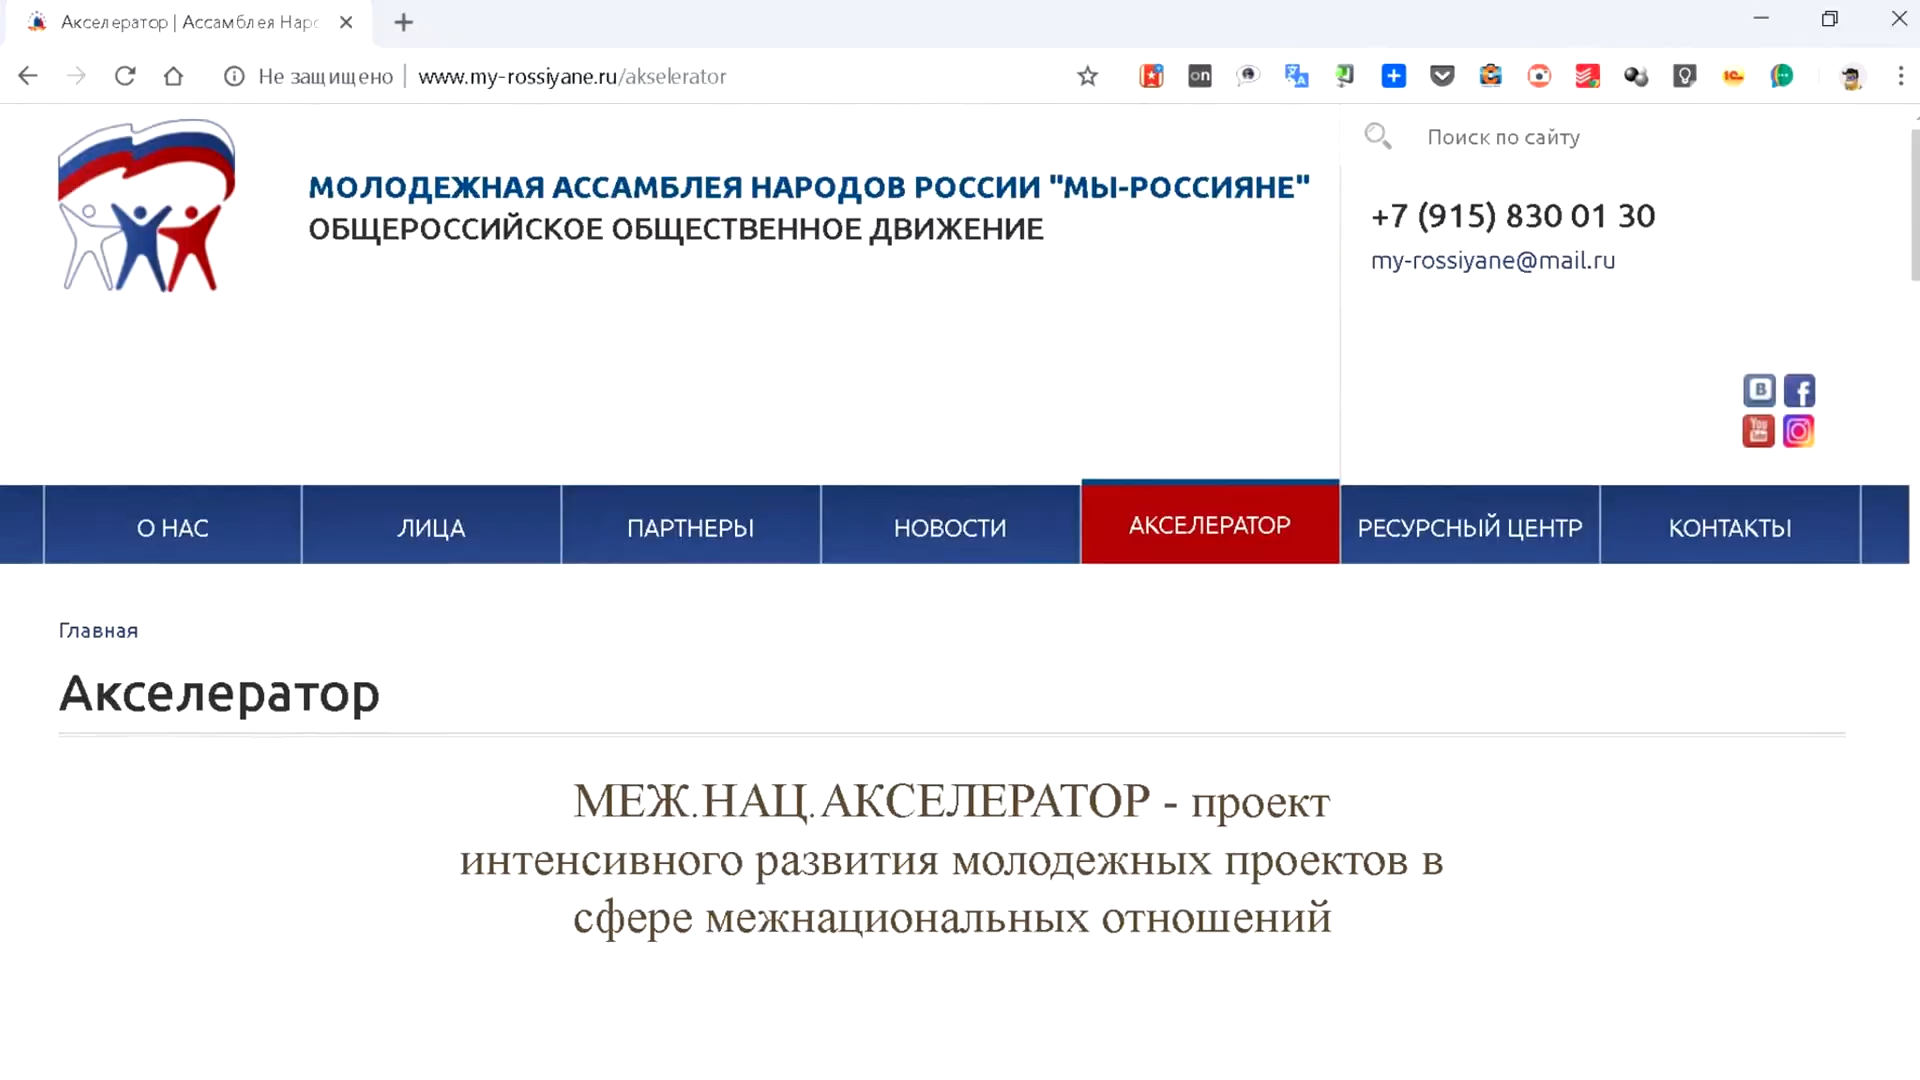 Акселератор | Ассамблея Наро
Не защищено
www.my-rossiyane.ru/akselerator
on
МОЛОДЕЖНАЯ АССАМБЛЕЯ НАРОДОВ РОССИИ "МЫ-РОССИЯНЕ"
ОБЩЕРОССИЙСКОЕ ОБЩЕСТВЕННОЕ ДВИЖЕНИЕ
Поиск по сайту
+7 (915) 830 01 30
my-rossiyane@mail.ru
О НАС
ЛИЦА
ПАРТНЕРЫ
НОВОСТИ
АКСЕЛЕРАТОР
РЕСУРСНЫЙ ЦЕНТР
КОНТАКТЫ
Главная
Акселератор
МЕЖ.НАЦ.АКСЕЛЕРАТОР - проект
интенсивного развития молодежных проектов в
сфере межнациональных отношений